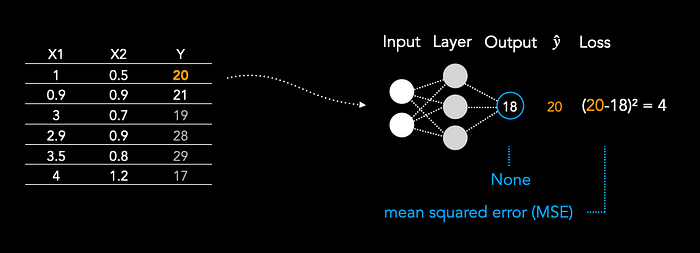 X1 X2 Y
1 0.5 20
0.9 0.9 21
3 0.7 19
2.9 0.9 28
3.5 0.8 29
4 1.2 17
Input Layer Output ŷ Loss
18 20 (20-18)² = 4
None
mean squared error (MSE)